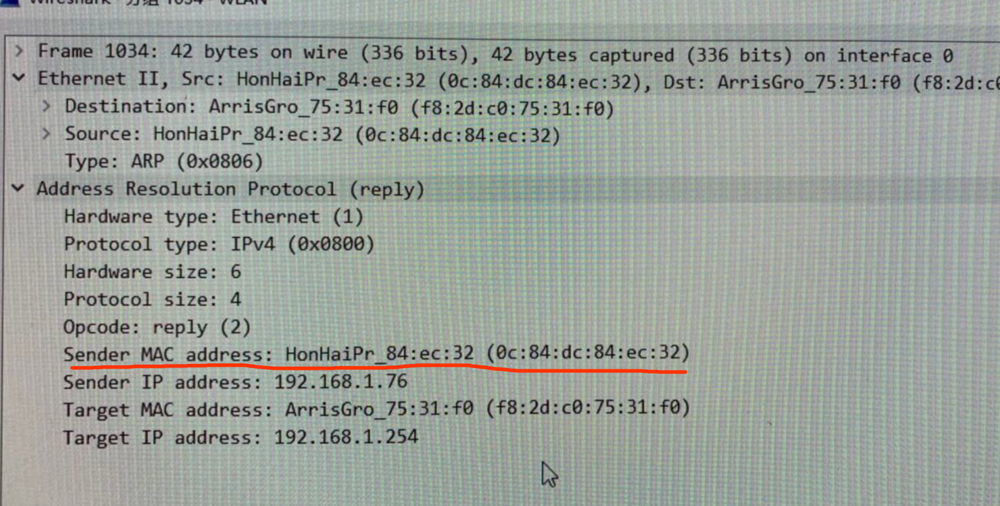 Wireshark · 分组 1034 · WLAN
Frame 1034: 42 bytes on wire (336 bits), 42 bytes captured (336 bits) on interface 0
Ethernet II, Src: HonHaiPr_84:ec:32 (0c:84:dc:84:ec:32), Dst: ArrisGro_75:31:f0 (f8:2d:c0
Destination: ArrisGro_75:31:f0 (f8:2d:c0:75:31:f0)
Source: HonHaiPr_84:ec:32 (0c:84:dc:84:ec:32)
Type: ARP (0x0806)
Address Resolution Protocol (reply)
Hardware type: Ethernet (1)
Protocol type: IPv4 (0x0800)
Hardware size: 6
Protocol size: 4
Opcode: reply (2)
Sender MAC address: HonHaiPr_84:ec:32 (0c:84:dc:84:ec:32)
Sender IP address: 192.168.1.76
Target MAC address: ArrisGro_75:31:f0 (f8:2d:c0:75:31:f0)
Target IP address: 192.168.1.254